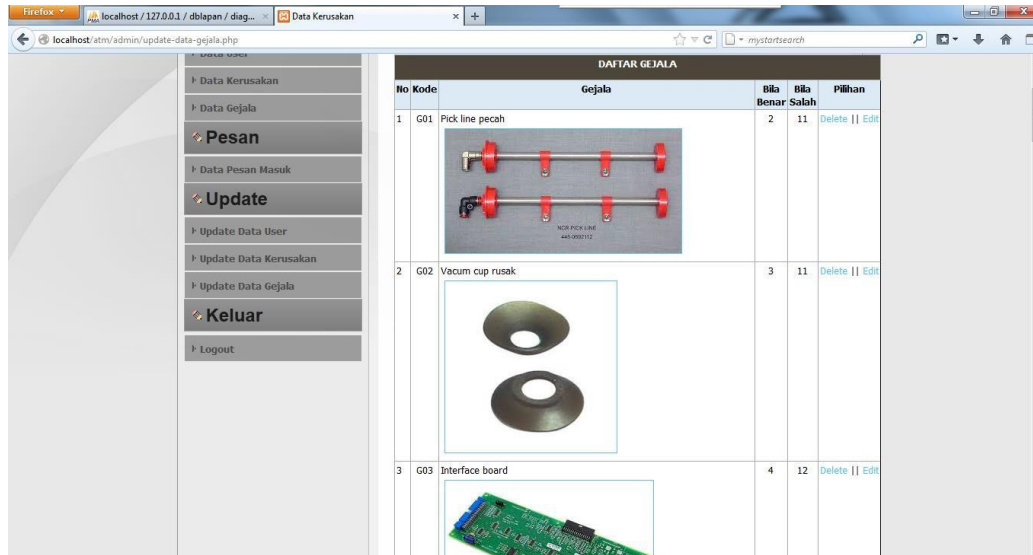 Firefox
localhost / 127.0.0.1 / dblapan / diag...
Data Kerusakan
localhost/atm/admin/update-data-gejala.php
mystartsearch
Data User
Data Kerusakan
Data Gejala
Pesan
Data Pesan Masuk
Update
Update Data User
Update Data Kerusakan
Update Data Gejala
Keluar
Logout
DAFTAR GEJALA
No Kode Gejala Bila Benar Bila Salah Pilihan
1 G01 Pick line pecah 2 11 Delete || Edit
NCR PICK LINE
2 G02 Vacum cup rusak 3 11 Delete || Edit
3 G03 Interface board 4 12 Delete || Edit